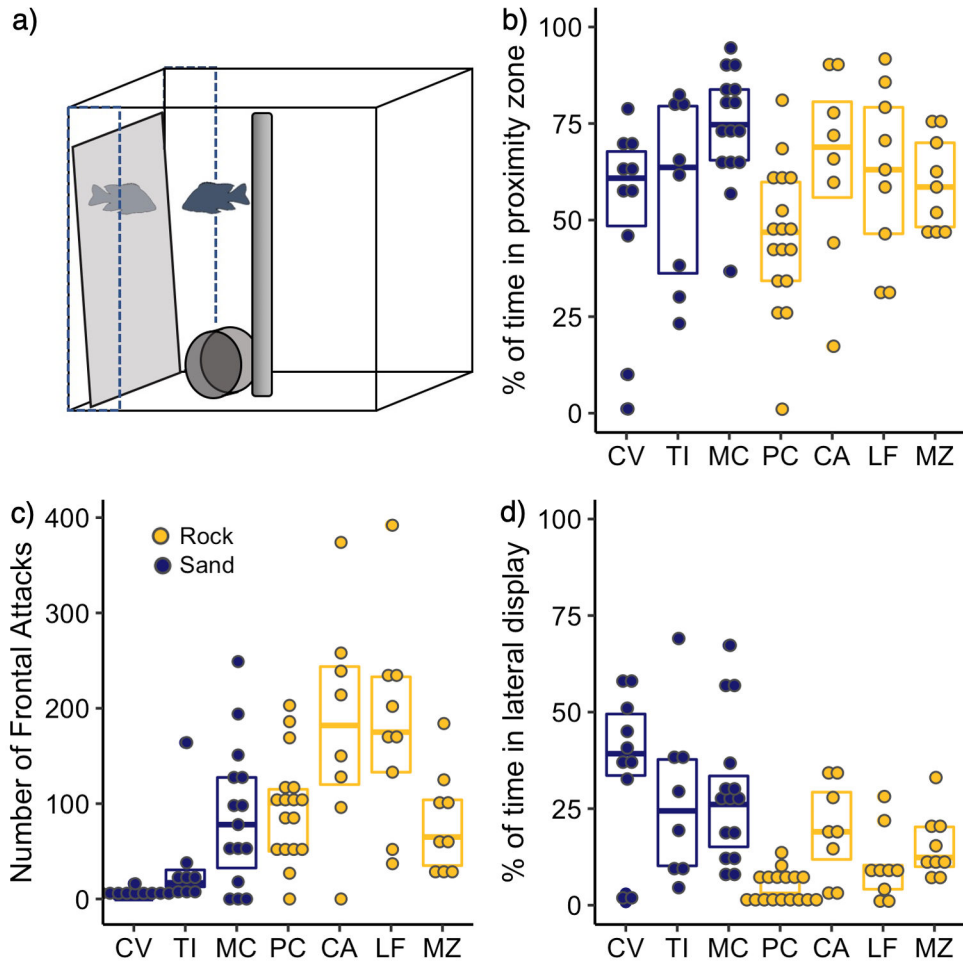 a)
b)
% of time in proximity zone
100
75
50
25
0
CV TI MC PC CA LF MZ
c)
Number of Frontal Attacks
400
300
200
100
0
Rock
Sand
CV TI MC PC CA LF MZ
d)
% of time in lateral display
100
75
50
25
0
CV TI MC PC CA LF MZ